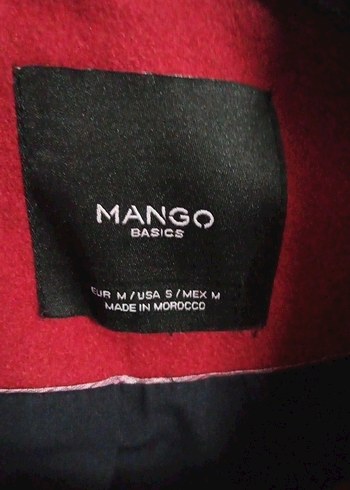 MANGO
BASICS
EUR M / USA S / MEX M
MADE IN MOROCCO